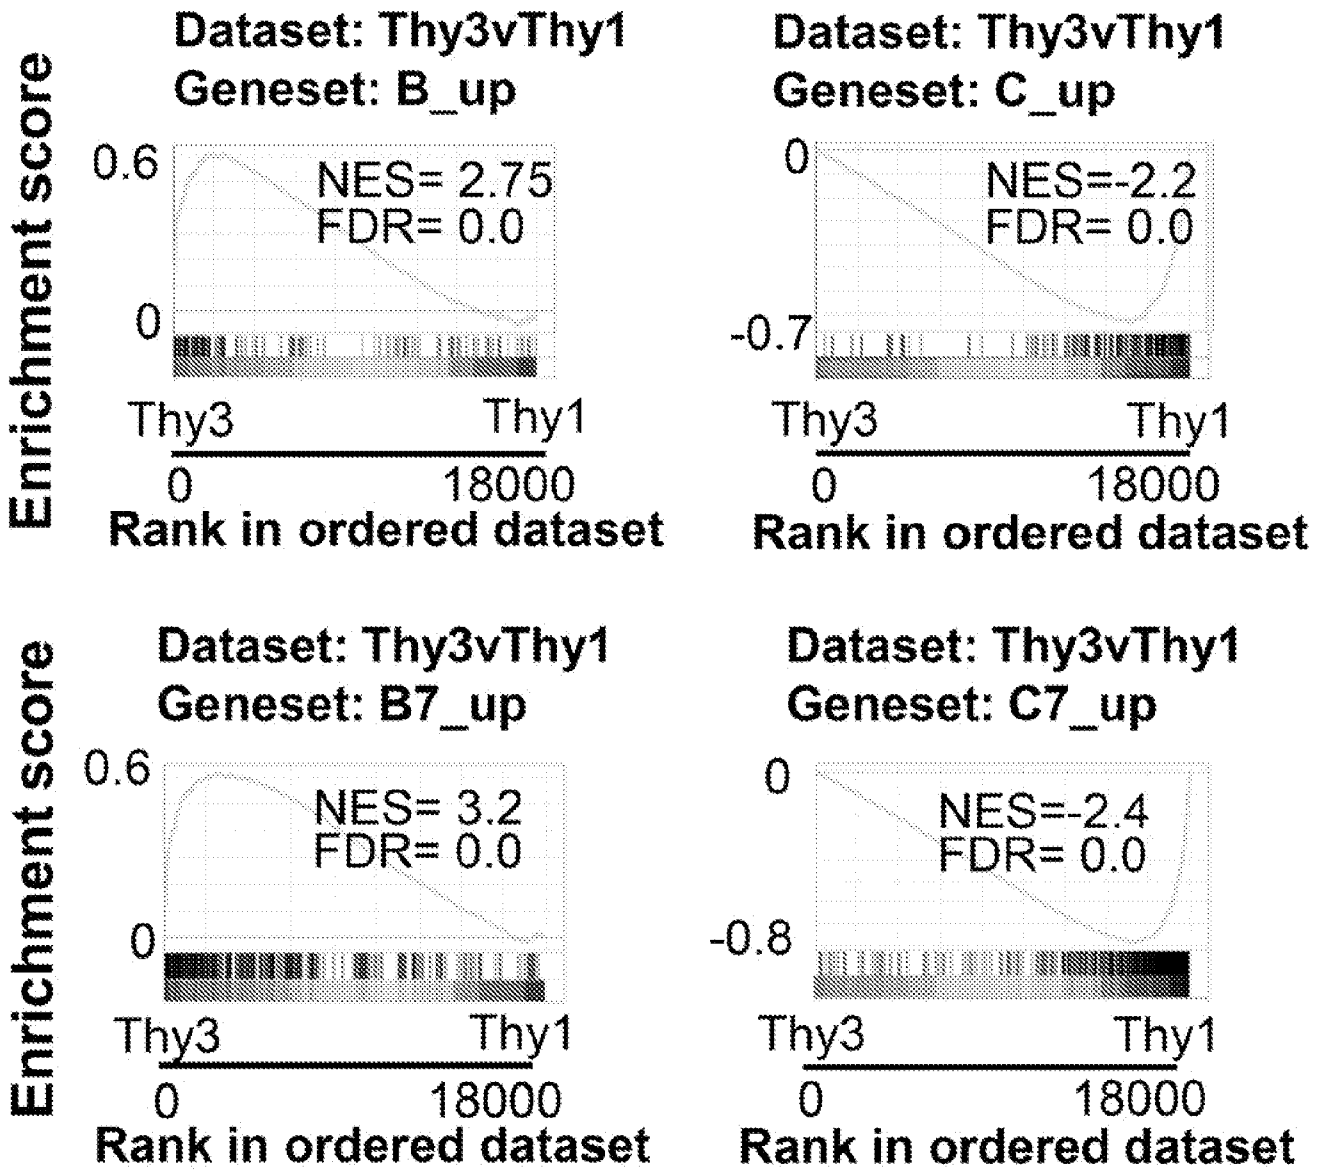 Dataset: Thy3vThy1
Geneset: B_up
Enrichment score
0.6
NES= 2.75
FDR= 0.0
0
Thy3 Thy1
0 18000
Rank in ordered dataset
Dataset: Thy3vThy1
Geneset: C_up
0
NES=-2.2
FDR= 0.0
-0.7
Thy3 Thy1
0 18000
Rank in ordered dataset
Dataset: Thy3vThy1
Geneset: B7_up
Enrichment score
0.6
NES= 3.2
FDR= 0.0
0
Thy3 Thy1
0 18000
Rank in ordered dataset
Dataset: Thy3vThy1
Geneset: C7_up
0
NES=-2.4
FDR= 0.0
-0.8
Thy3 Thy1
0 18000
Rank in ordered dataset